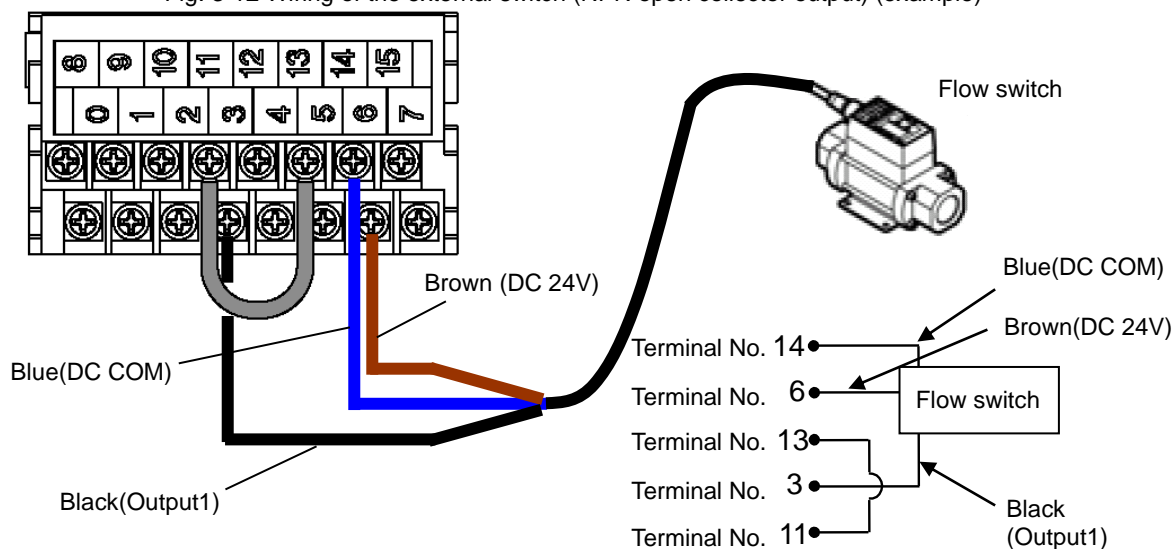 Fig. Wiring of the external switch (NPN open collector output) (example)
8 9 10 11 12 13 14 15
0 1 2 3 4 5 6 7
Flow switch
Brown (DC 24V)
Blue(DC COM)
Black(Output1)
Blue(DC COM)
Brown(DC 24V)
Terminal No. 14
Terminal No. 6
Flow switch
Terminal No. 13
Terminal No. 3
Terminal No. 11
Black
(Output1)